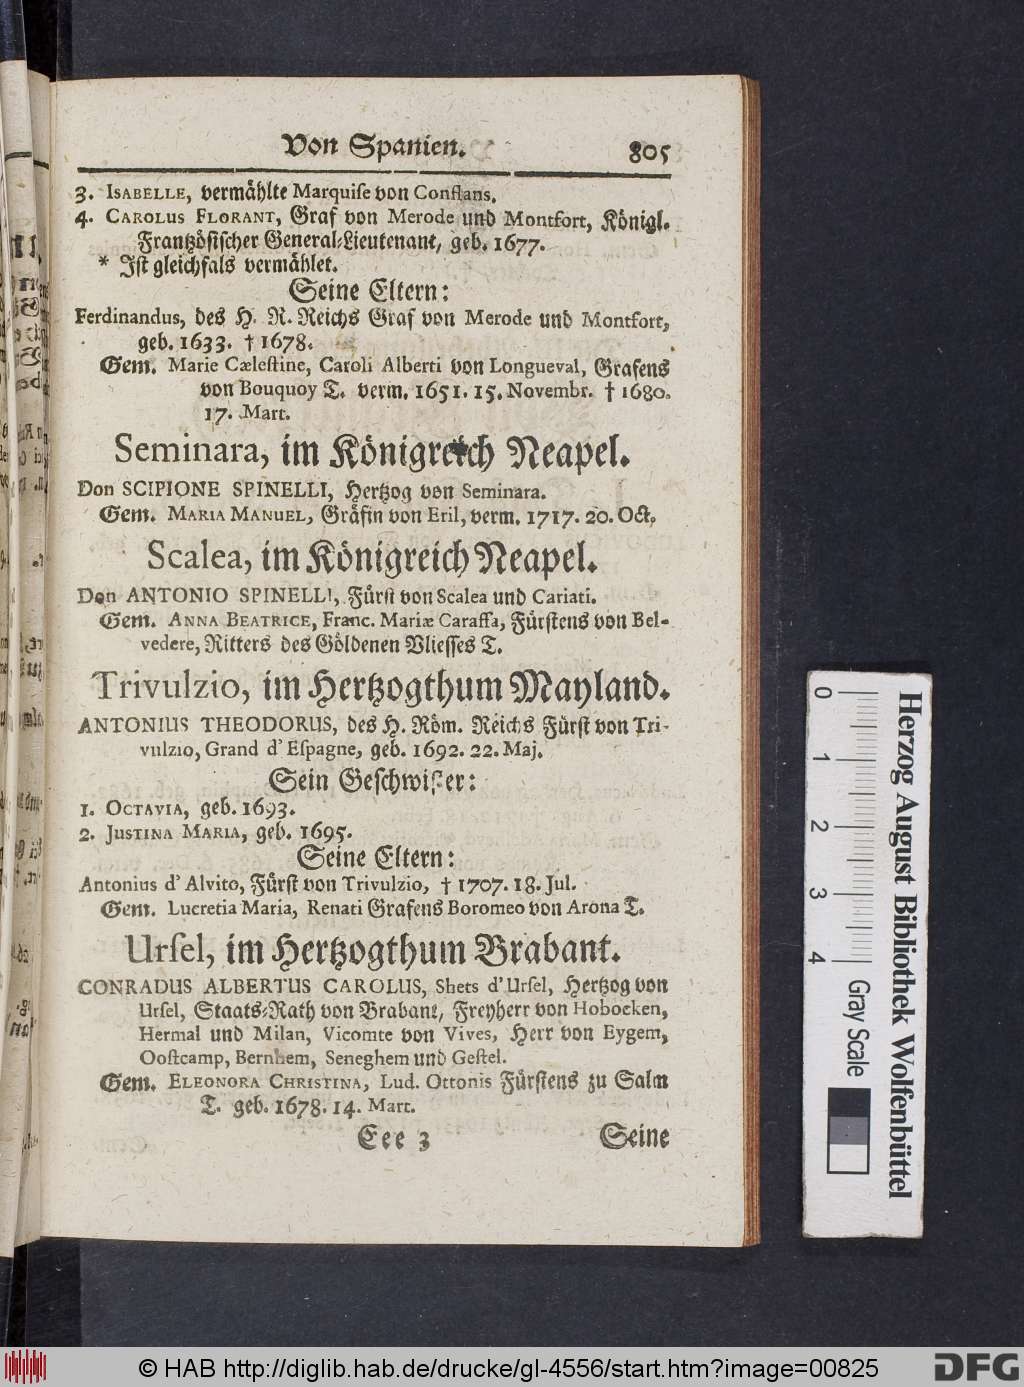 Von Spanien. 805
3. ISABELLE, vermählte Marquise von Constans.
4. CAROLUS FLORANT, Graf von Merode und Montfort, Königl.
Frantzösischer General-Lieutenant, geb. 1677.
* Ist gleichfals vermählet.
Seine Eltern:
Ferdinandus, des H. R. Reichs Graf von Merode und Montfort,
geb. 1633. † 1678.
Gem. Marie Cælestine, Caroli Alberti von Longueval, Grafens
von Bouquoy T. verm. 1651. 15. Novembr. † 1680.
17. Mart.
Seminara, im Königreich Neapel.
Don SCIPIONE SPINELLI, Hertzog von Seminara.
Gem. MARIA MANUEL, Gräfin von Eril, verm. 1717. 20. Oct.
Scalea, im Königreich Neapel.
Don ANTONIO SPINELLI, Fürst von Scalea und Cariati.
Gem. ANNA BEATRICE, Franc. Mariæ Caraffa, Fürstens von Bel-
vedere, Ritters des Göldenen Vliesses T.
Trivulzio, im Hertzogthum Mayland.
ANTONIUS THEODORUS, des H. Röm. Reichs Fürst von Tri-
vulzio, Grand d' Espagne, geb. 1692. 22. Maj.
Sein Geschwister:
1. OCTAVIA, geb. 1693.
2. JUSTINA MARIA, geb. 1695.
Seine Eltern:
Antonius d' Alvito, Fürst von Trivulzio, † 1707. 18. Jul.
Gem. Lucretia Maria, Renati Grafens Boromeo von Arona T.
Ursel, im Hertzogthum Brabant.
CONRADUS ALBERTUS CAROLUS, Shets d' Ursel, Hertzog von
Ursel, Staats-Rath von Brabant, Freyherr von Hobocken,
Hermal und Milan, Vicomte von Vives, Herr von Eygem,
Oostcamp, Bernhem, Seneghem und Gestel.
Gem. ELEONORA CHRISTINA, Lud. Ottonis Fürstens zu Salm
T. geb. 1678. 14. Mart.
Eee 3 Seine
0 1 2 3 4
Herzog August Bibliothek Wolfenbüttel
Gray Scale
© HAB http://diglib.hab.de/drucke/gl-4556/start.htm?image=00825
DFG